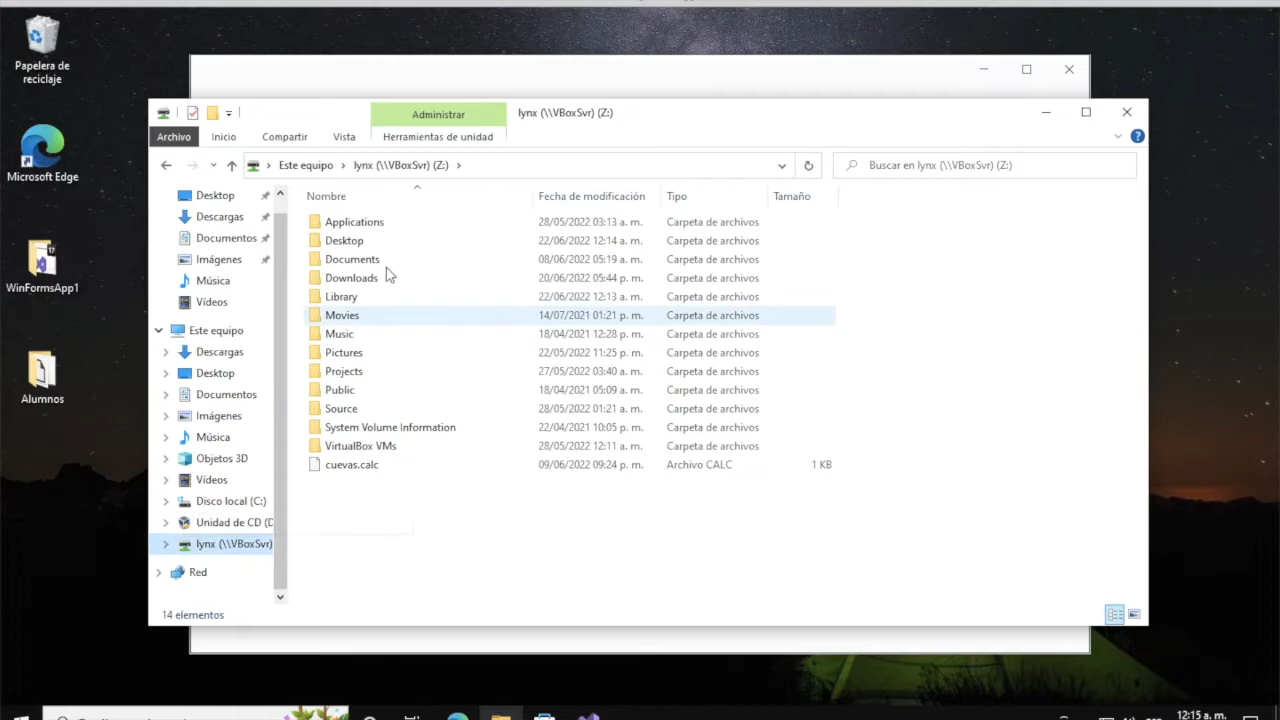 Papelera de
reciclaje
Microsoft Edge
WinFormsApp1
Alumnos
Administrar
lynx (\\VBoxSvr) (Z:)
Archivo
Inicio
Compartir
Vista
Herramientas de unidad
Este equipo
lynx (\\VBoxSvr) (Z:)
Buscar en lynx (\\VBoxSvr) (Z:)
Desktop
Descargas
Documentos
Imágenes
Música
Vídeos
Este equipo
Descargas
Desktop
Documentos
Imágenes
Música
Objetos 3D
Vídeos
Disco local (C:)
Unidad de CD (D
lynx (\\VBoxSvr)
Red
Nombre Fecha de modificación Tipo Tamaño
Applications 28/05/2022 03:13 a. m. Carpeta de archivos
Desktop 22/06/2022 12:14 a. m. Carpeta de archivos
Documents 08/06/2022 05:19 a. m. Carpeta de archivos
Downloads 20/06/2022 05:44 p. m. Carpeta de archivos
Library 22/06/2022 12:13 a. m. Carpeta de archivos
Movies 14/07/2021 01:21 p. m. Carpeta de archivos
Music 18/04/2021 12:28 p. m. Carpeta de archivos
Pictures 22/05/2022 11:25 p. m. Carpeta de archivos
Projects 27/05/2022 03:40 a. m. Carpeta de archivos
Public 18/04/2021 05:09 a. m. Carpeta de archivos
Source 28/05/2022 01:21 a. m. Carpeta de archivos
System Volume Information 22/04/2021 10:05 p. m. Carpeta de archivos
VirtualBox VMs 28/05/2022 12:11 a. m. Carpeta de archivos
cuevas.calc 09/06/2022 09:24 p. m. Archivo CALC 1 KB
14 elementos
12:15 a. m.